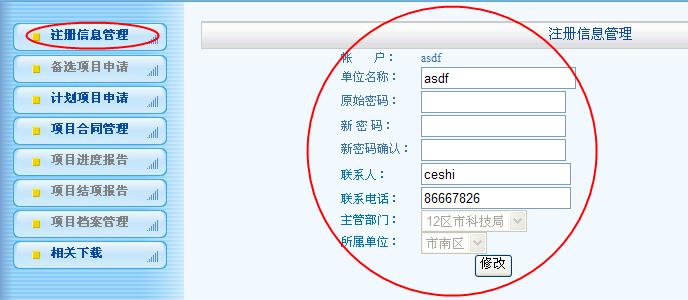 注册信息管理
备选项目申请
计划项目申请
项目合同管理
项目进度报告
项目结项报告
项目档案管理
相关下载
注册信息管理
帐 户： asdf
单位名称： asdf
原始密码：
新 密 码：
新密码确认：
联系人： ceshi
联系电话： 86667826
主管部门： 12区市科技局
所属单位： 市南区
修改